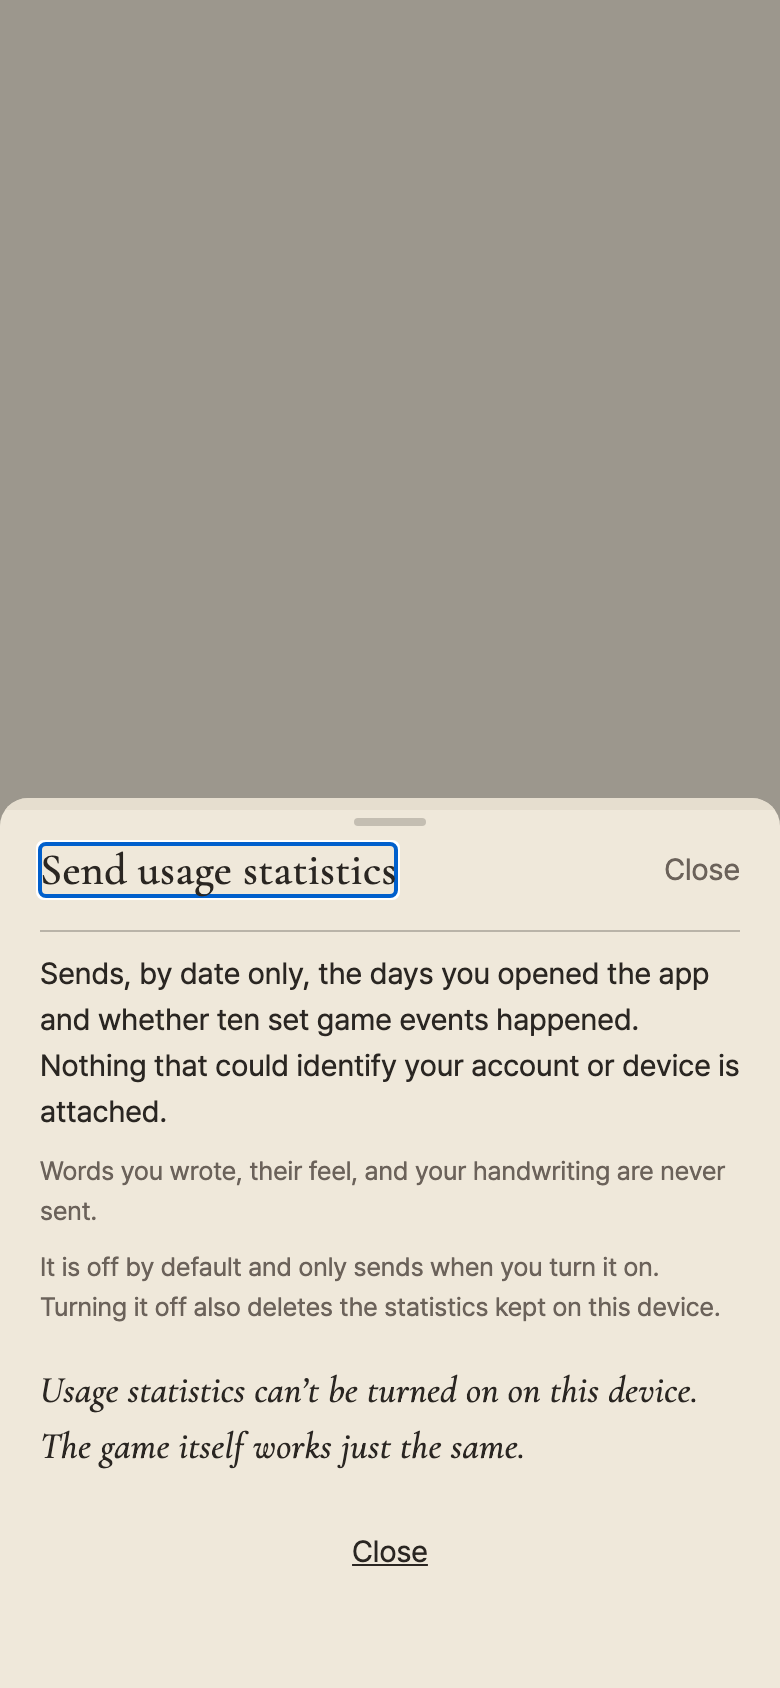 Send usage statistics
Close
Sends, by date only, the days you opened the app
and whether ten set game events happened.
Nothing that could identify your account or device is
attached.
Words you wrote, their feel, and your handwriting are never
sent.
It is off by default and only sends when you turn it on.
Turning it off also deletes the statistics kept on this device.
Usage statistics can’t be turned on on this device.
The game itself works just the same.
Close